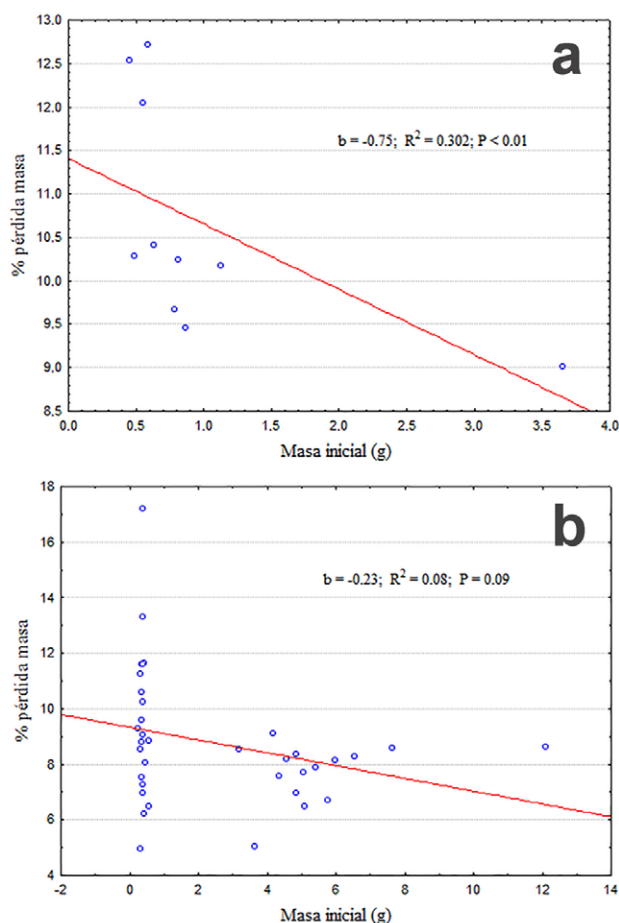 a
13.0
12.5
12.0
11.5
11.0
10.5
10.0
9.5
9.0
8.5
% pérdida masa
b = -0.75; R² = 0.302; P < 0.01
0.0 0.5 1.0 1.5 2.0 2.5 3.0 3.5 4.0
Masa inicial (g)
b
18
16
14
12
10
8
6
4
% pérdida masa
b = -0.23; R² = 0.08; P = 0.09
-2 0 2 4 6 8 10 12 14
Masa inicial (g)